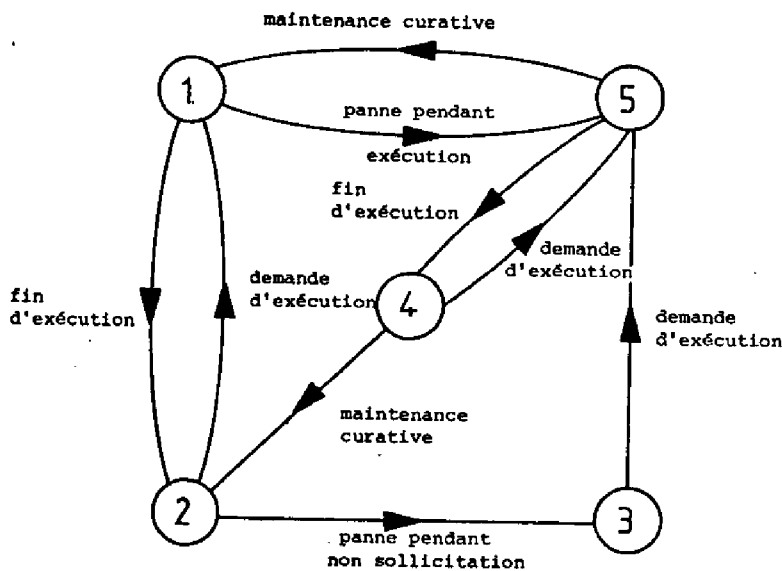 maintenance curative
1
5
panne pendant
exécution
fin
d'exécution
demande
d'exécution
4
fin
d'exécution
demande
d'exécution
demande
d'exécution
maintenance
curative
2
3
panne pendant
non sollicitation